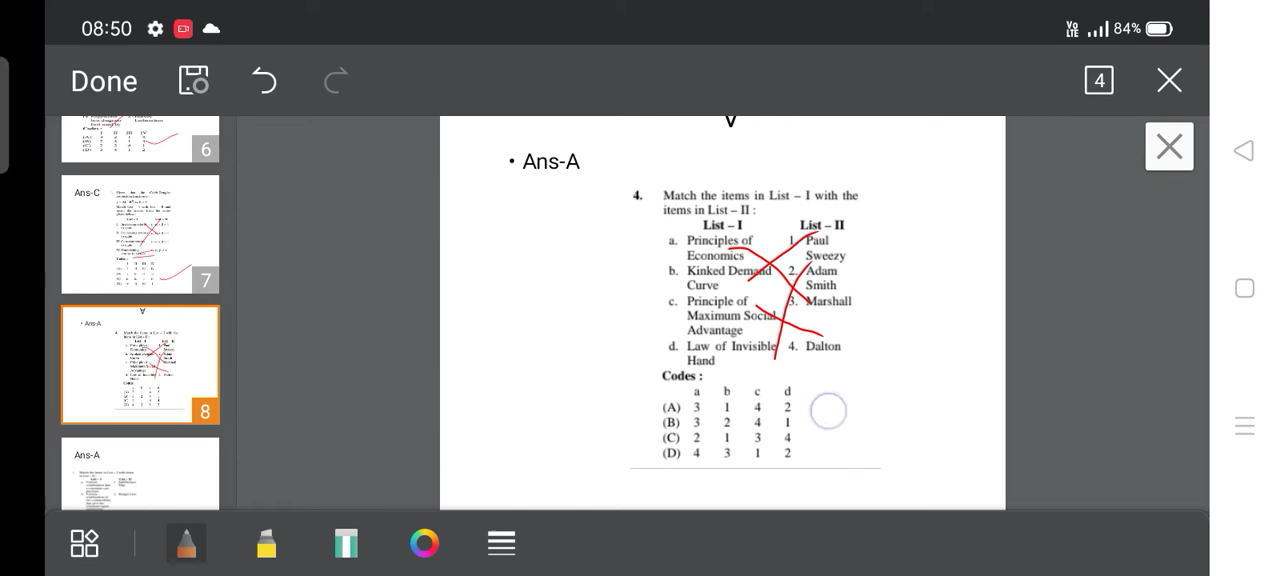 08:50
Vo LTE 84%
Done
4
6
Ans-C
7
V
• Ans-A
8
Ans-A
V
• Ans-A
4. Match the items in List – I with the
items in List – II :
List – I List – II
a. Principles of 1. Paul
Economics Sweezy
b. Kinked Demand 2. Adam
Curve Smith
c. Principle of 3. Marshall
Maximum Social
Advantage
d. Law of Invisible 4. Dalton
Hand
Codes :
a b c d
(A) 3 1 4 2
(B) 3 2 4 1
(C) 2 1 3 4
(D) 4 3 1 2